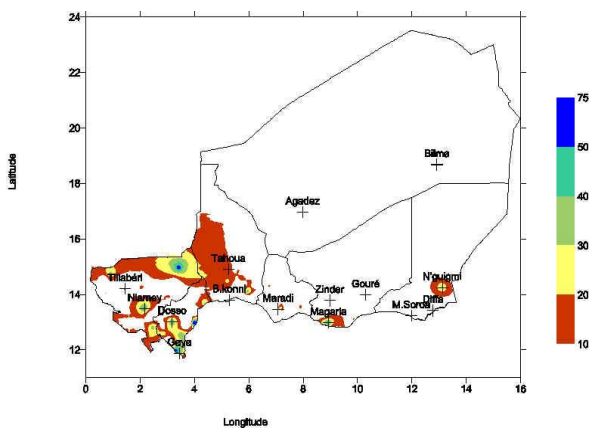 24
22
20
18
16
14
12
Latitude
0 2 4 6 8 10 12 14 16
Longitude
Bilma
Agadez
Tahoua
Tillabéri
N'guigmi
Niamey
B.konni
Zinder
Gouré
Maradi
Diffa
Dosso
Magaria
M.Soroa
Gaya
75
50
40
30
20
10